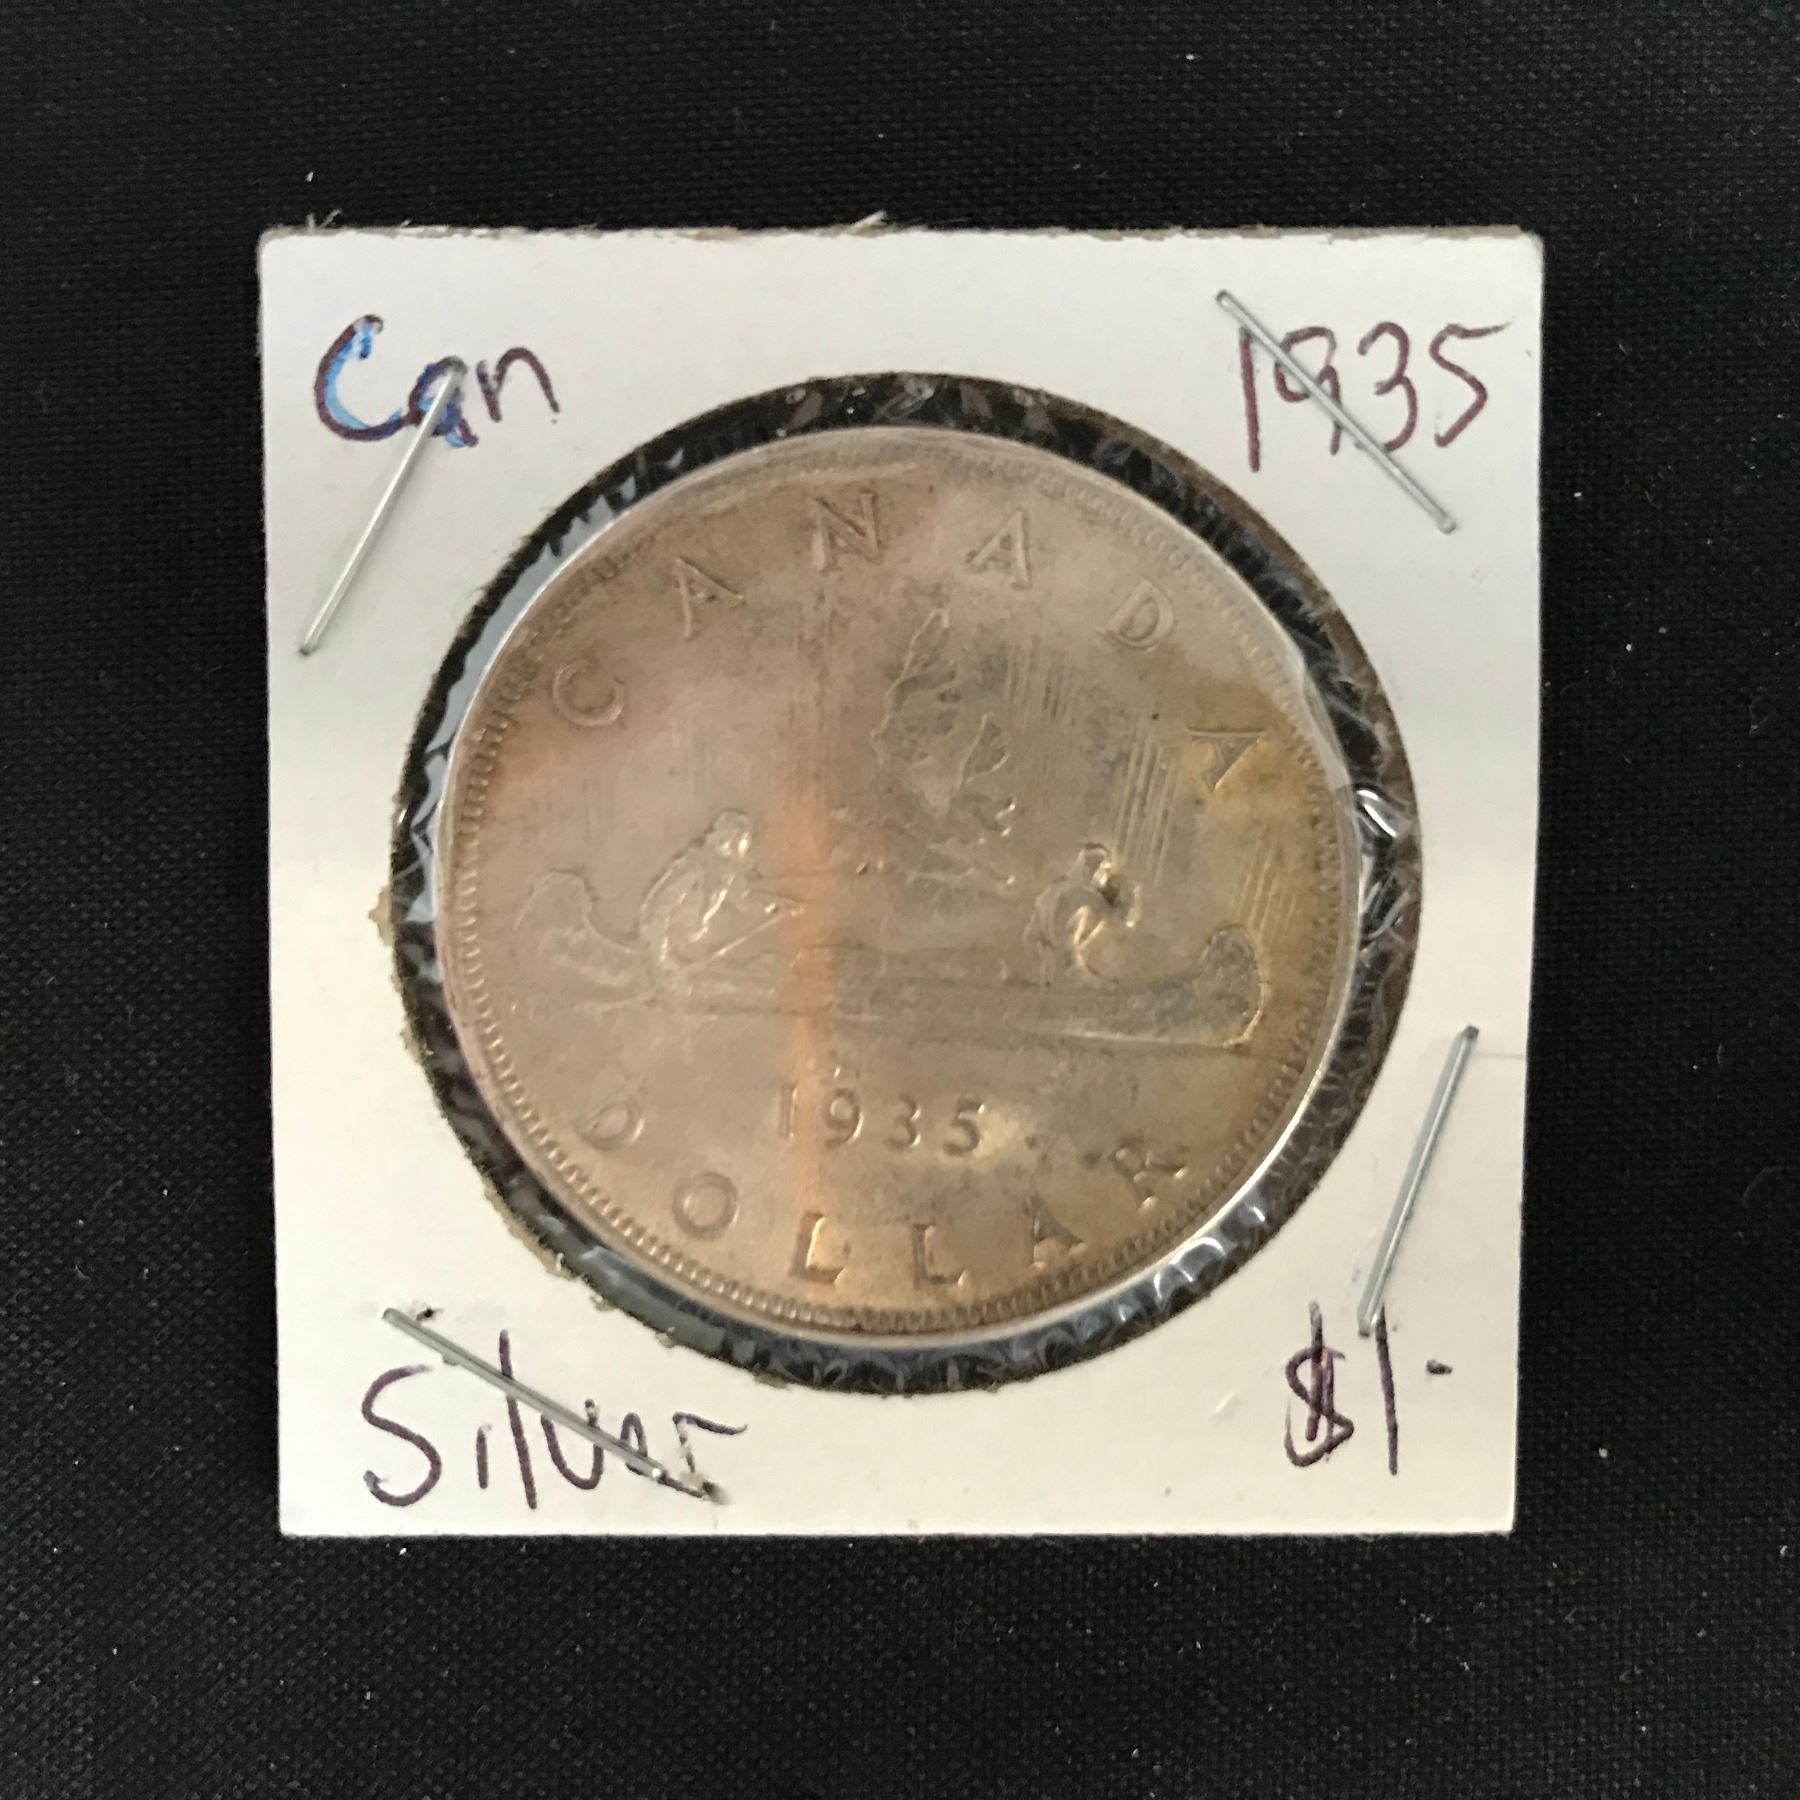 Can 1935
CANADA
1935
DOLLAR
Silver $1.